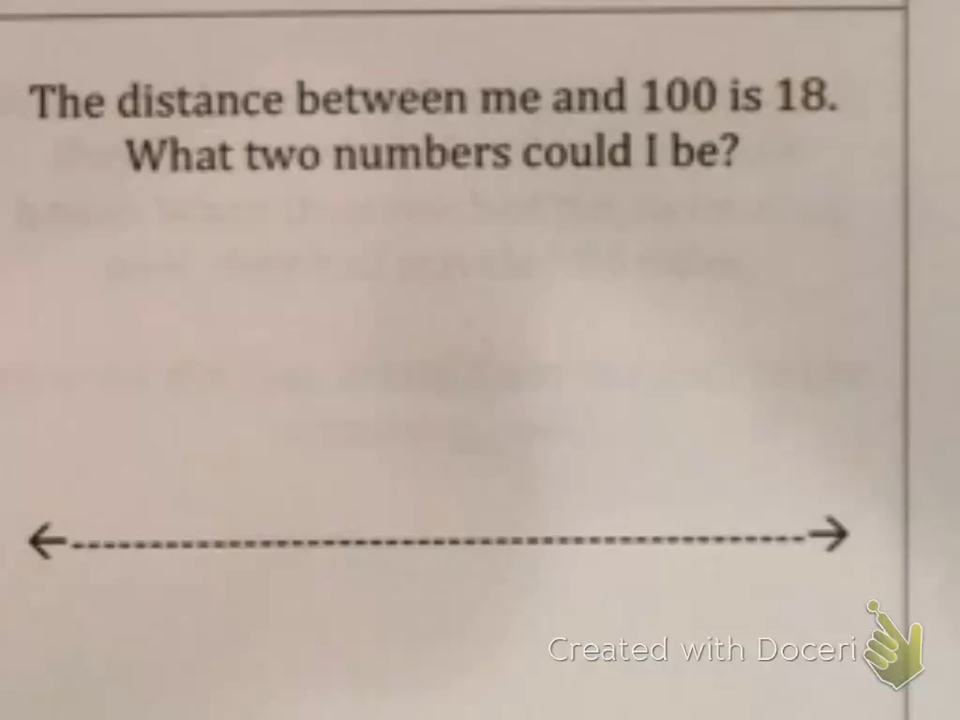 The distance between me and 100 is 18.
What two numbers could I be?
Created with Doceri